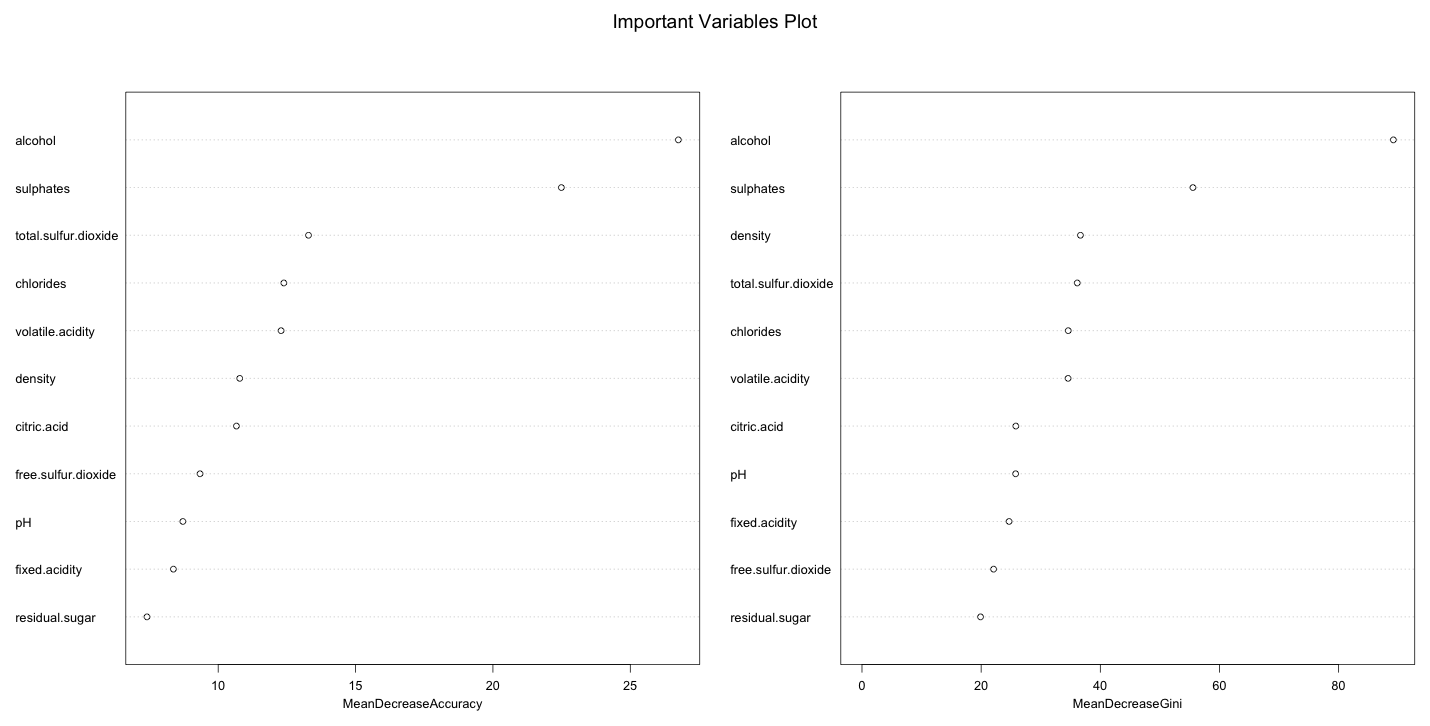 Important Variables Plot
alcohol
sulphates
total.sulfur.dioxide
chlorides
volatile.acidity
density
citric.acid
free.sulfur.dioxide
pH
fixed.acidity
residual.sugar
10 15 20 25
MeanDecreaseAccuracy
alcohol
sulphates
density
total.sulfur.dioxide
chlorides
volatile.acidity
citric.acid
pH
fixed.acidity
free.sulfur.dioxide
residual.sugar
0 20 40 60 80
MeanDecreaseGini